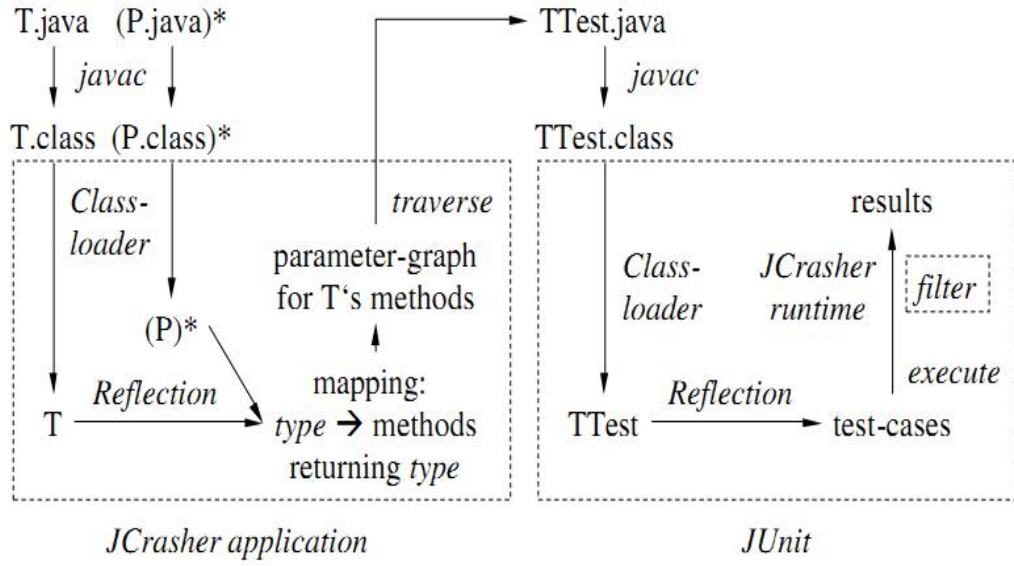 T.java (P.java)*
javac
T.class (P.class)*
Class-
loader
(P)*
T
Reflection
mapping:
type → methods
returning type
parameter-graph
for T‘s methods
traverse
JCrasher application
TTest.java
javac
TTest.class
Class-
loader
TTest
Reflection
test-cases
execute
JCrasher
runtime
filter
results
JUnit